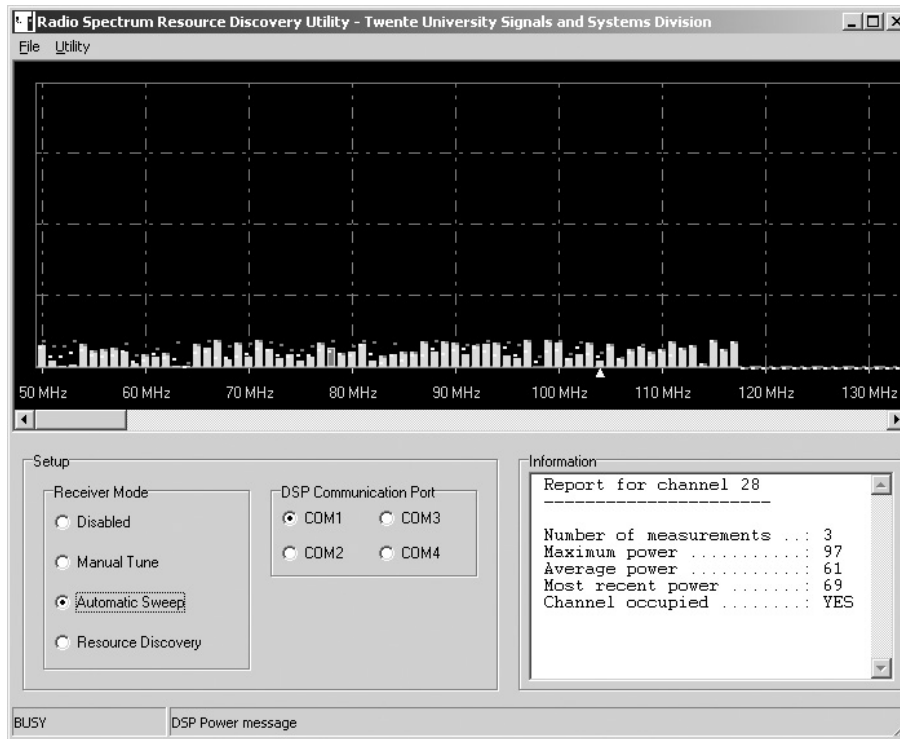 Radio Spectrum Resource Discovery Utility - Twente University Signals and Systems Division
File Utility
50 MHz 60 MHz 70 MHz 80 MHz 90 MHz 100 MHz 110 MHz 120 MHz 130 MHz
Setup
Receiver Mode
Disabled
Manual Tune
Automatic Sweep
Resource Discovery
DSP Communication Port
COM1 COM3
COM2 COM4
Information
Report for channel 28
-----------------------
Number of measurements ..: 3
Maximum power ...........: 97
Average power ...........: 61
Most recent power .......: 69
Channel occupied ........: YES
BUSY DSP Power message